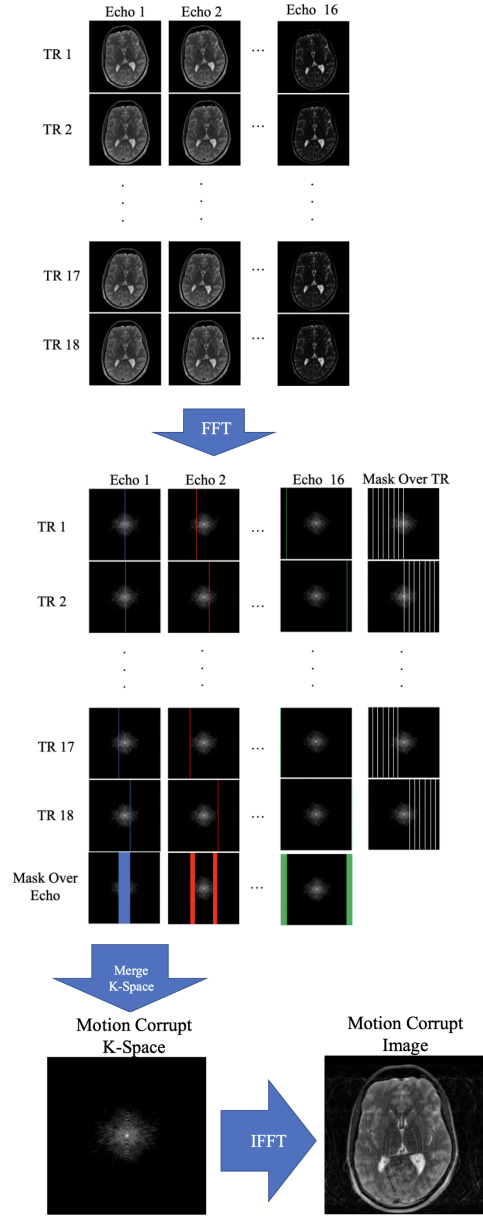 Echo 1 Echo 2 ... Echo 16
TR 1 ...
TR 2 ...
. . .
. . .
. . .
TR 17 ...
TR 18 ...
FFT
Echo 1 Echo 2 Echo 16 Mask Over TR
TR 1 ...
TR 2 ...
. . . .
. . . .
. . . .
TR 17 ...
TR 18 ...
Mask Over
Echo ...
Merge
K-Space
Motion Corrupt
K-Space
IFFT
Motion Corrupt
Image